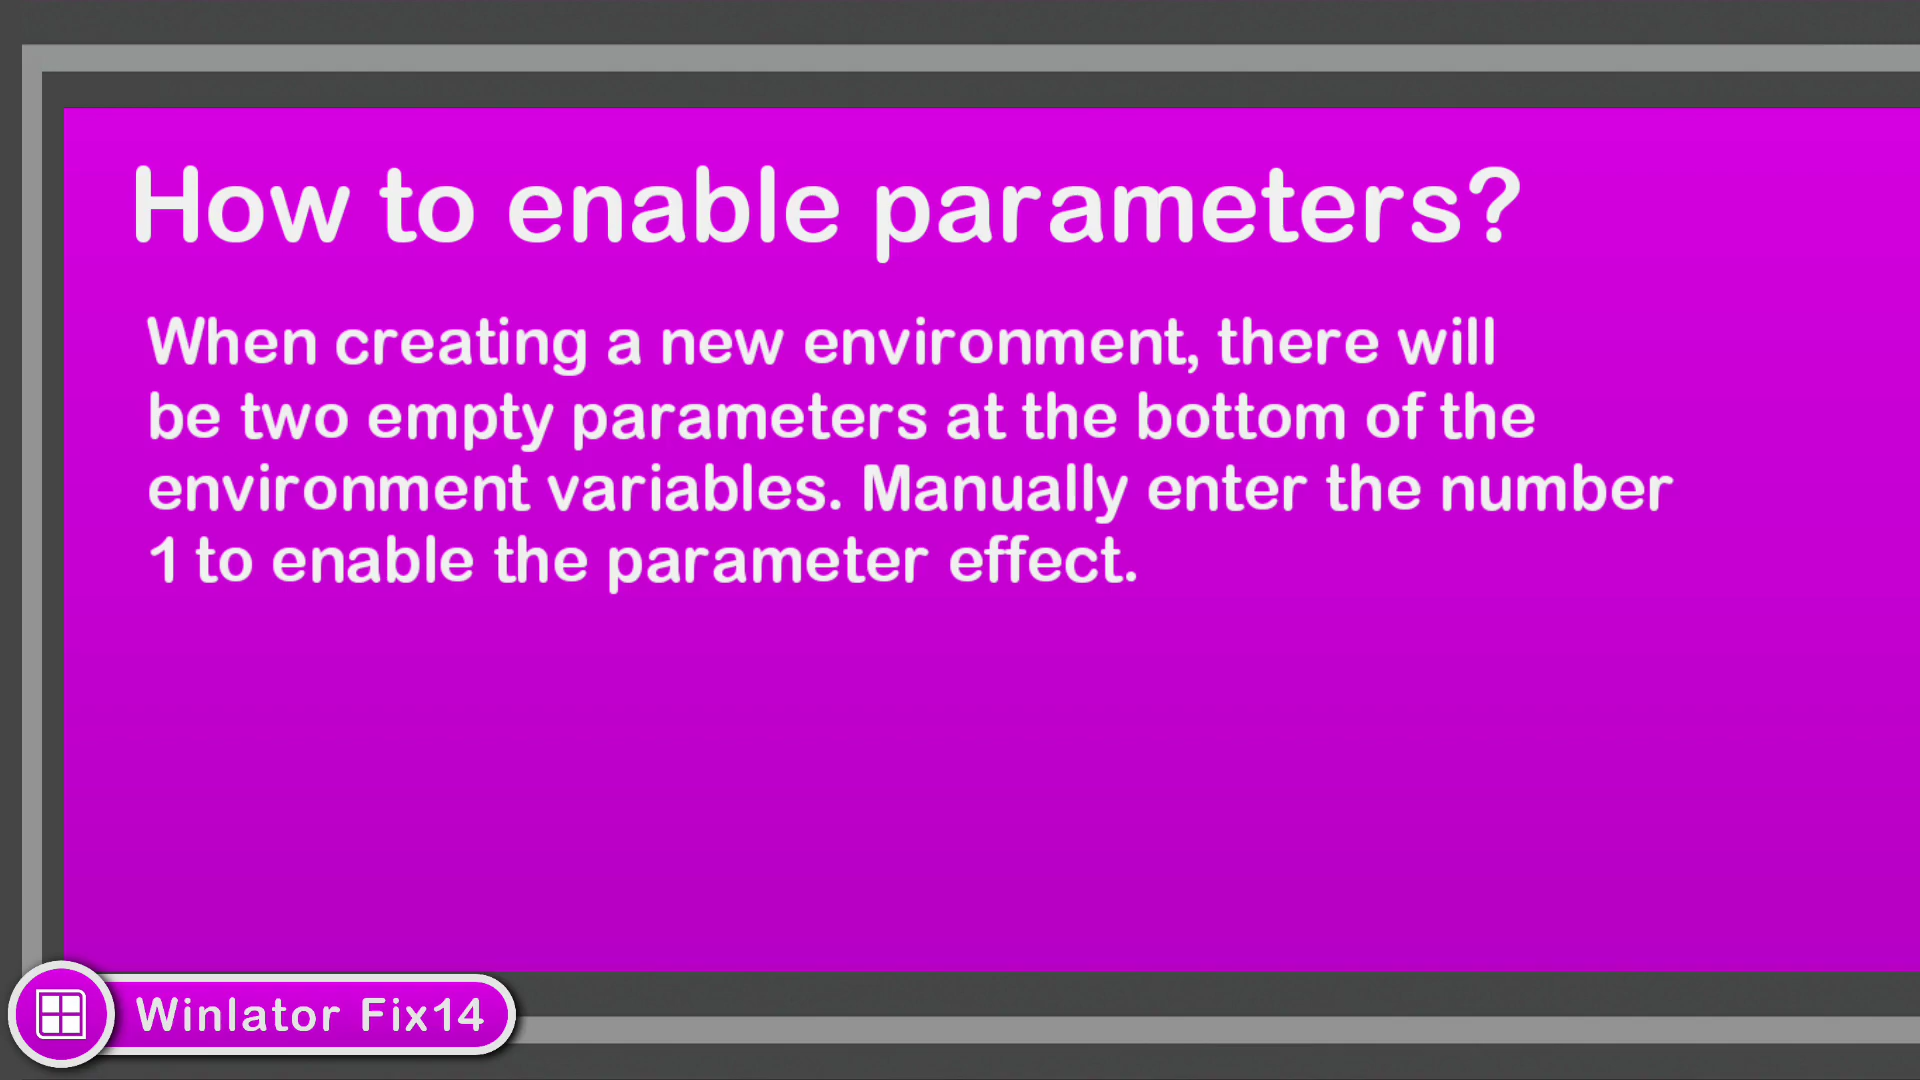 How to enable parameters?
When creating a new environment, there will
be two empty parameters at the bottom of the
environment variables. Manually enter the number
1 to enable the parameter effect.
Winlator Fix14